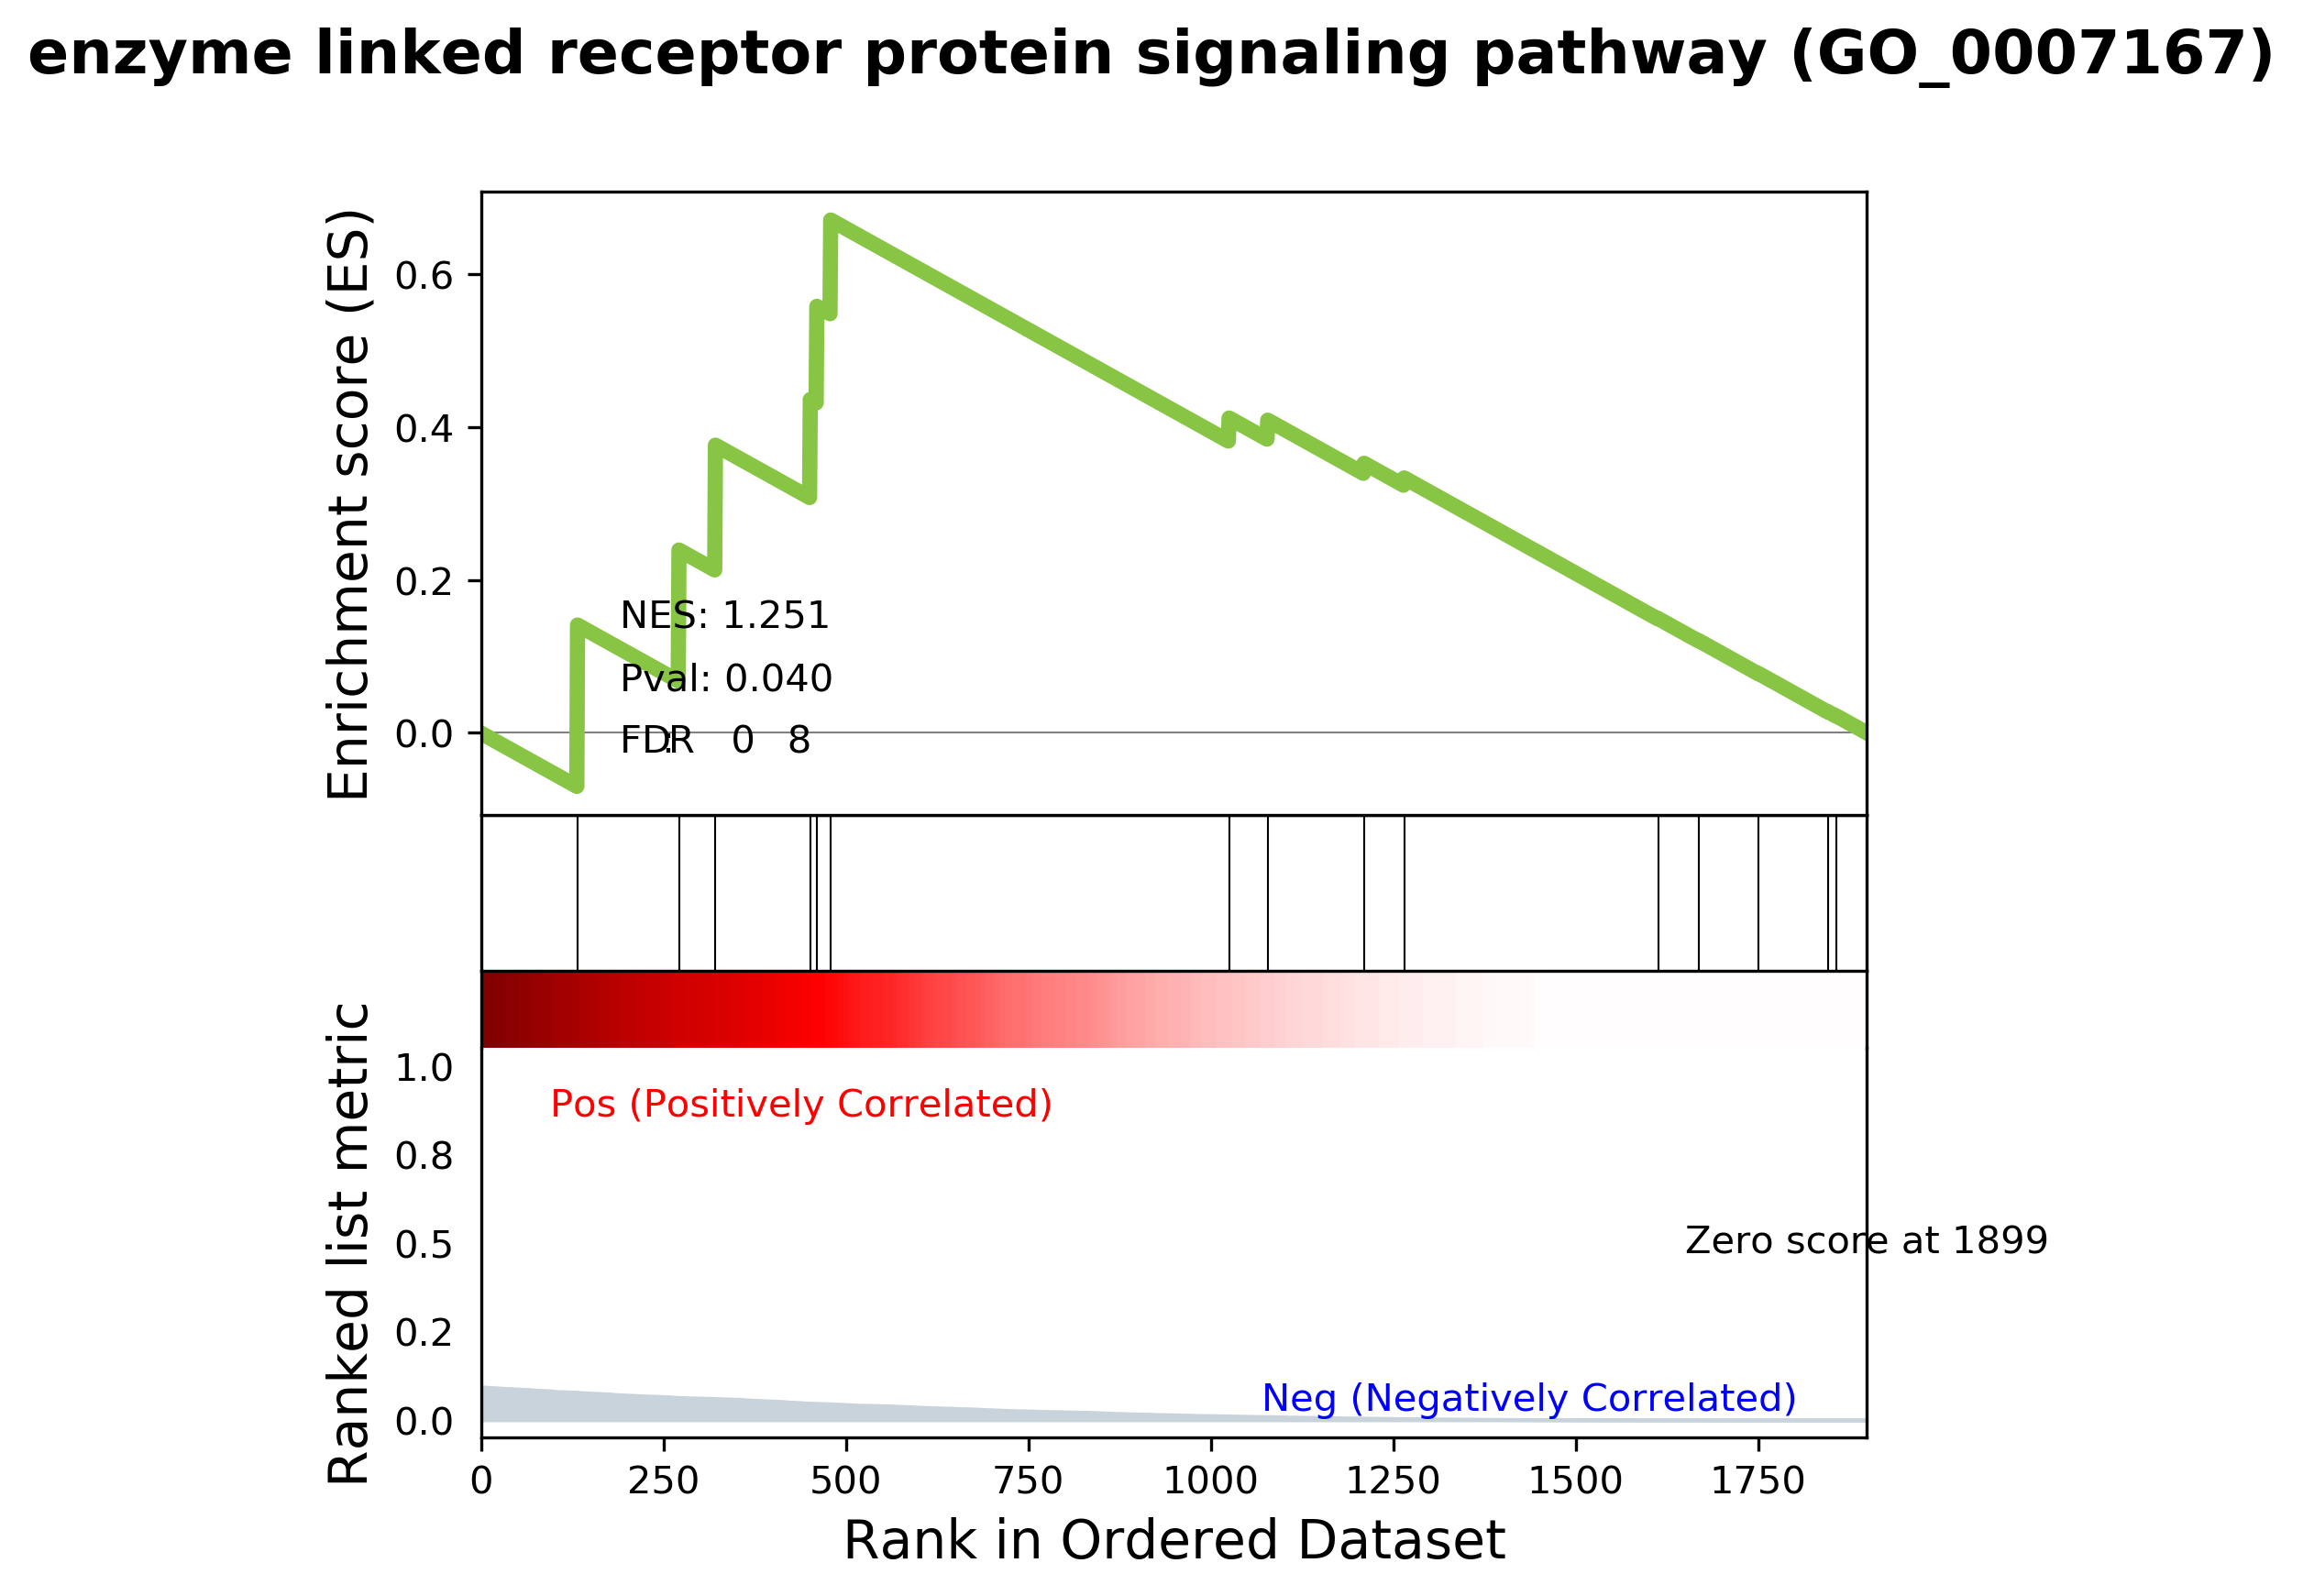 enzyme linked receptor protein signaling pathway (GO_0007167)
Enrichment score (ES)
0.6
0.4
0.2
0.0
NES: 1.251
Pval: 0.040
Ranked list metric
1.0
0.8
0.5
0.2
0.0
Pos (Positively Correlated)
Zero score at 1899
Neg (Negatively Correlated)
0 250 500 750 1000 1250 1500 1750
Rank in Ordered Dataset